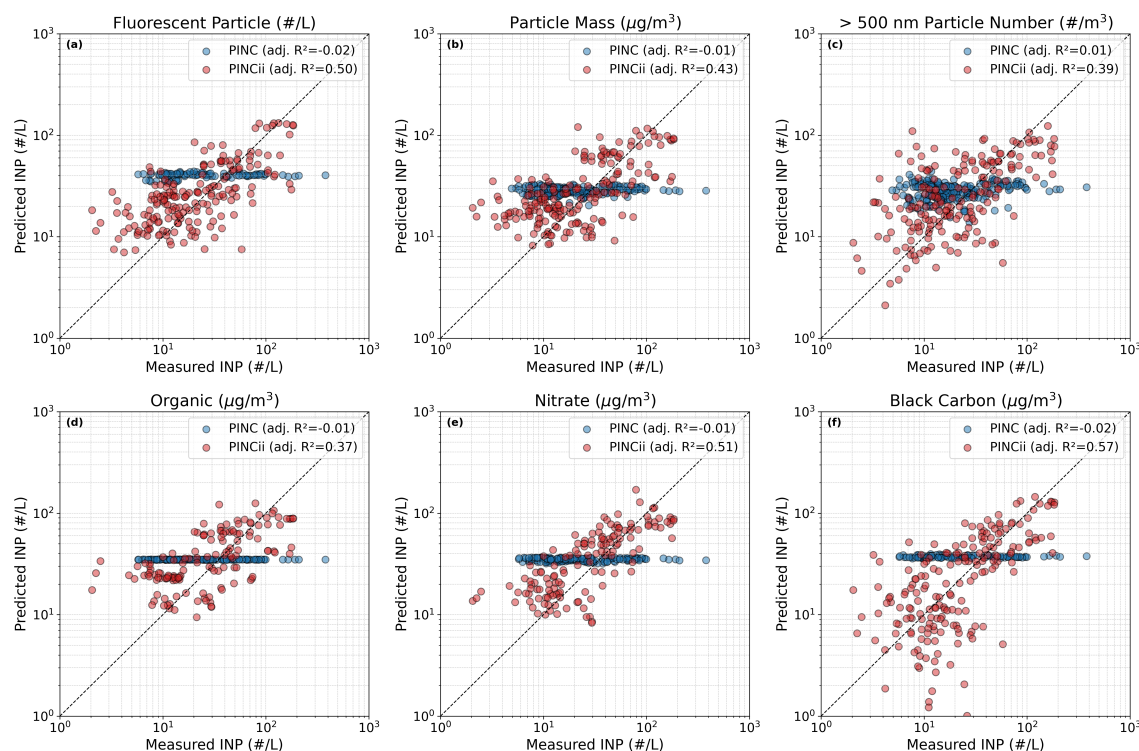 Fluorescent Particle (#/L)
(a)
PINC (adj. R²=-0.02)
PINCii (adj. R²=0.50)
10³
10²
10¹
10⁰
Predicted INP (#/L)
10⁰ 10¹ 10² 10³
Measured INP (#/L)
Particle Mass (μg/m³)
(b)
PINC (adj. R²=-0.01)
PINCii (adj. R²=0.43)
10³
10²
10¹
10⁰
Predicted INP (#/L)
10⁰ 10¹ 10² 10³
Measured INP (#/L)
> 500 nm Particle Number (#/m³)
(c)
PINC (adj. R²=0.01)
PINCii (adj. R²=0.39)
10³
10²
10¹
10⁰
Predicted INP (#/L)
10⁰ 10¹ 10² 10³
Measured INP (#/L)
Organic (μg/m³)
(d)
PINC (adj. R²=-0.01)
PINCii (adj. R²=0.37)
10³
10²
10¹
10⁰
Predicted INP (#/L)
10⁰ 10¹ 10² 10³
Measured INP (#/L)
Nitrate (μg/m³)
(e)
PINC (adj. R²=-0.01)
PINCii (adj. R²=0.51)
10³
10²
10¹
10⁰
Predicted INP (#/L)
10⁰ 10¹ 10² 10³
Measured INP (#/L)
Black Carbon (μg/m³)
(f)
PINC (adj. R²=-0.02)
PINCii (adj. R²=0.57)
10³
10²
10¹
10⁰
Predicted INP (#/L)
10⁰ 10¹ 10² 10³
Measured INP (#/L)